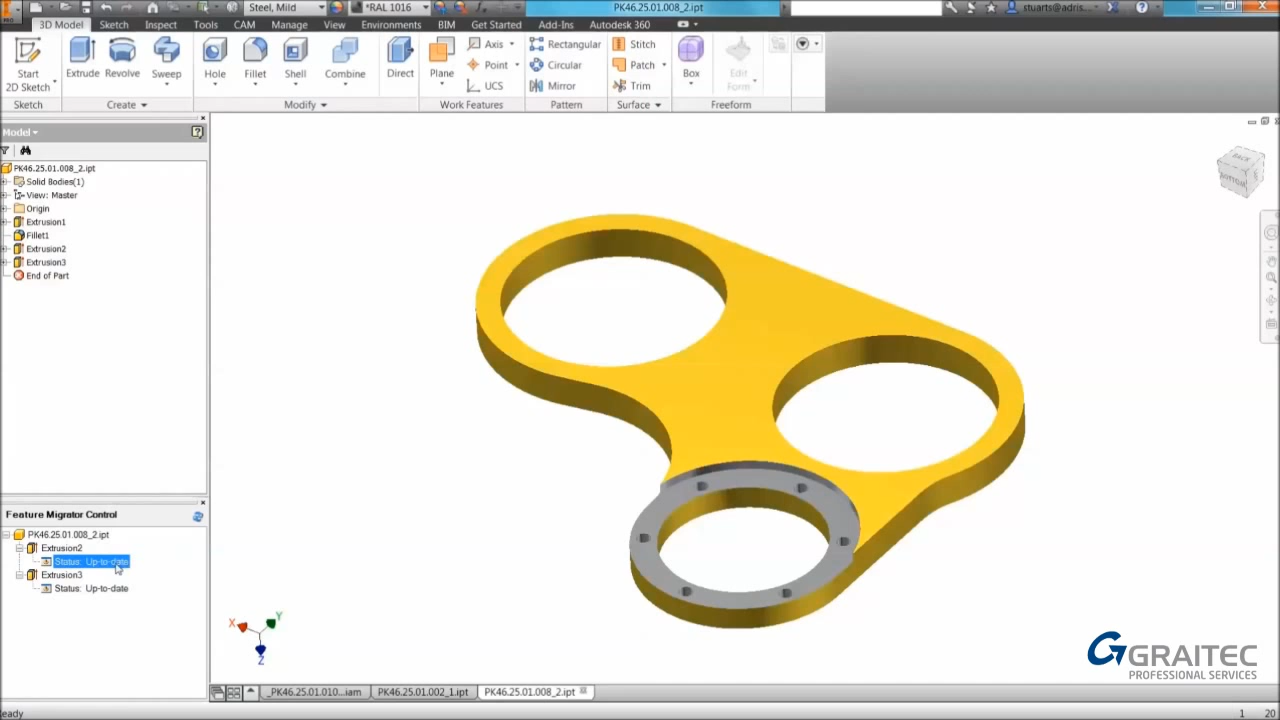 Steel, Mild
*RAL 1016
PK46.25.01.008_2.ipt
stuarts@adris...
3D Model Sketch Inspect Tools CAM Manage View Environments BIM Get Started Add-Ins Autodesk 360
Start
2D Sketch
Extrude Revolve Sweep
Hole Fillet Shell Combine
Direct
Plane
Axis
Point
UCS
Rectangular
Circular
Mirror
Stitch
Patch
Trim
Box
Edit
Form
Sketch Create Modify Work Features Pattern Surface Freeform
Model
PK46.25.01.008_2.ipt
Solid Bodies(1)
View: Master
Origin
Extrusion1
Fillet1
Extrusion2
Extrusion3
End of Part
Feature Migrator Control
PK46.25.01.008_2.ipt
Extrusion2
Status: Up-to-date
Extrusion3
Status: Up-to-date
BACK
BOTTOM
X
Y
Z
GRAITEC
PROFESSIONAL SERVICES
_PK46.25.01.010...iam PK46.25.01.002_1.ipt PK46.25.01.008_2.ipt
eady
1 20